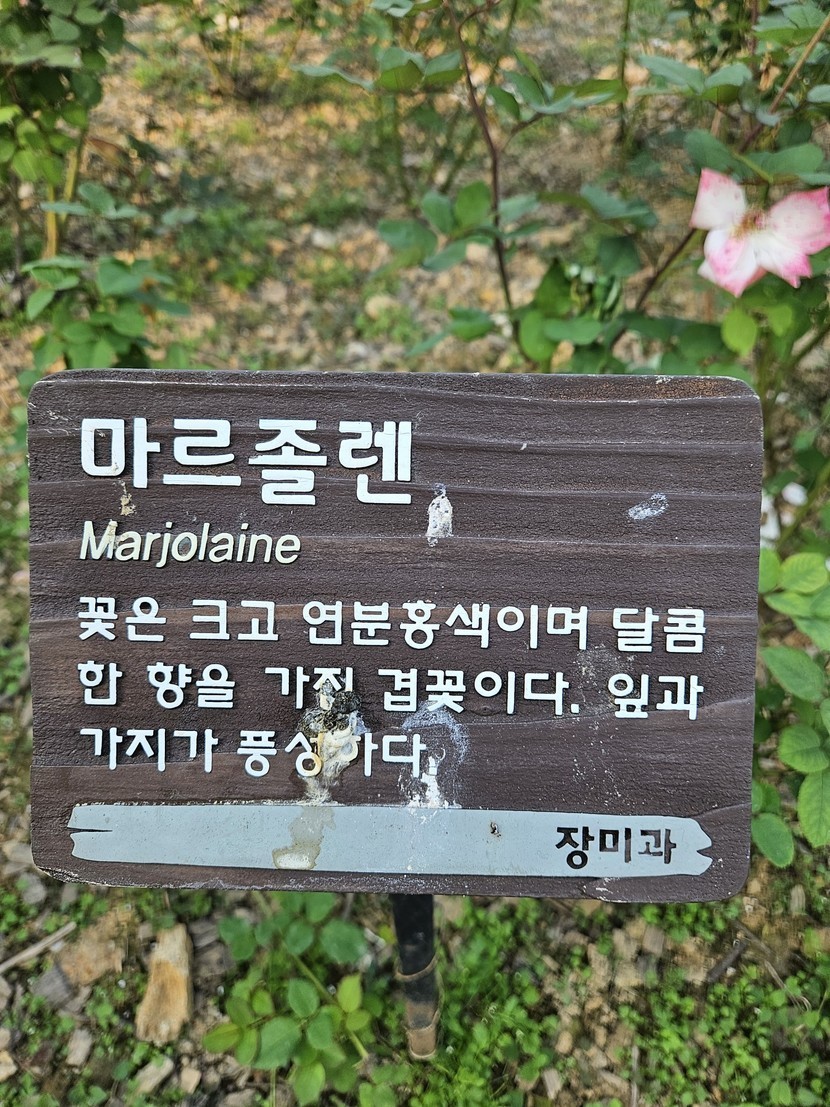 마르졸렌
Marjolaine
꽃은 크고 연분홍색이며 달콤
한 향을 가진 겹꽃이다. 잎과
가지가 풍성하다.
장미과